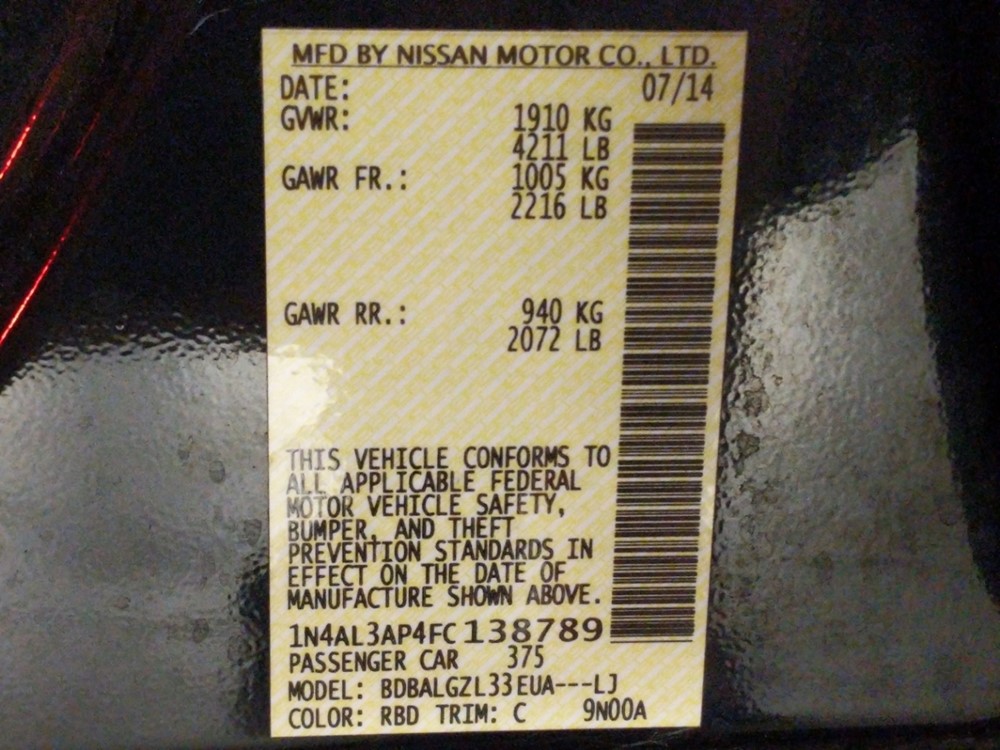 MFD BY NISSAN MOTOR CO., LTD.
DATE: 07/14
GVWR: 1910 KG
4211 LB
GAWR FR.: 1005 KG
2216 LB
GAWR RR.: 940 KG
2072 LB
THIS VEHICLE CONFORMS TO
ALL APPLICABLE FEDERAL
MOTOR VEHICLE SAFETY,
BUMPER, AND THEFT
PREVENTION STANDARDS IN
EFFECT ON THE DATE OF
MANUFACTURE SHOWN ABOVE.
1N4AL3AP4FC138789
PASSENGER CAR 375
MODEL: BDBALGZL33EUA---LJ
COLOR: RBD TRIM: C 9N00A